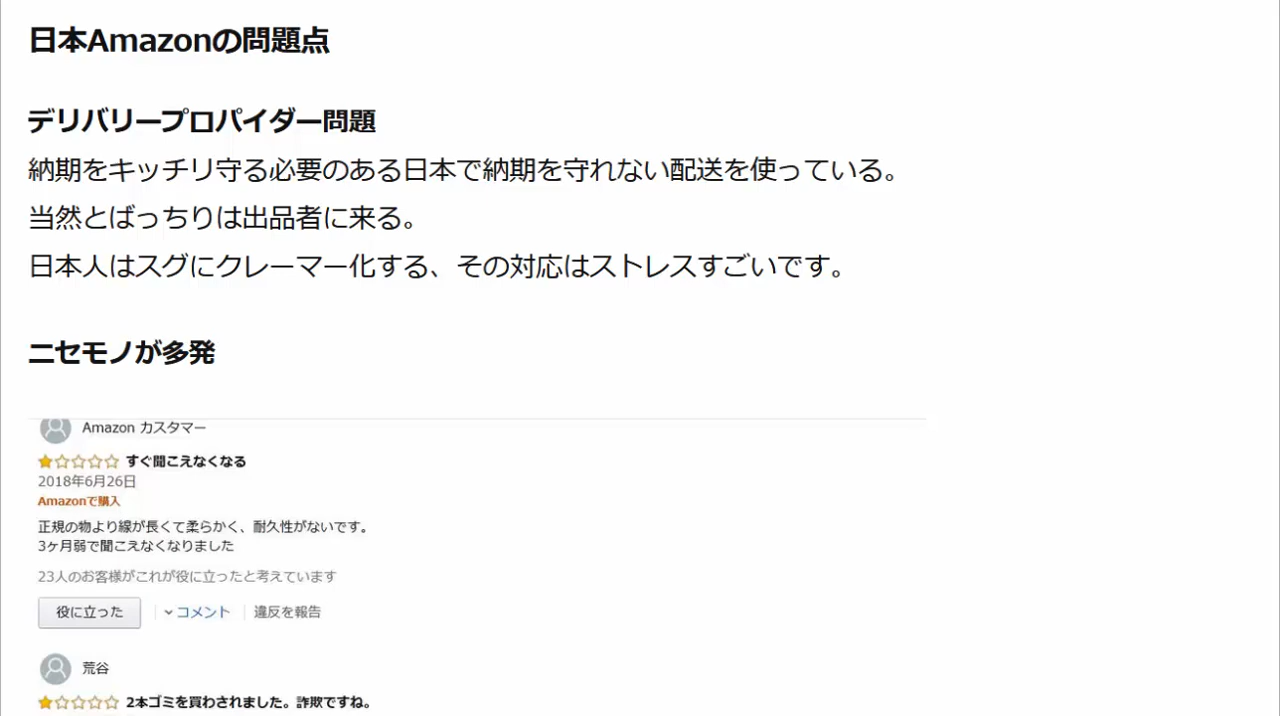 日本Amazonの問題点
デリバリープロバイダー問題
納期をキッチリ守る必要のある日本で納期を守れない配送を使っている。
当然とばっちりは出品者に来る。
日本人はスグにクレーマー化する、その対応はストレスすごいです。
ニセモノが多発
Amazon カスタマー
すぐ聞こえなくなる
2018年6月26日
Amazonで購入
正規の物より線が長くて柔らかく、耐久性がないです。
3ヶ月弱で聞こえなくなりました
23人のお客様がこれが役に立ったと考えています
役に立った コメント 違反を報告
荒谷
2本ゴミを買わされました。詐欺ですね。